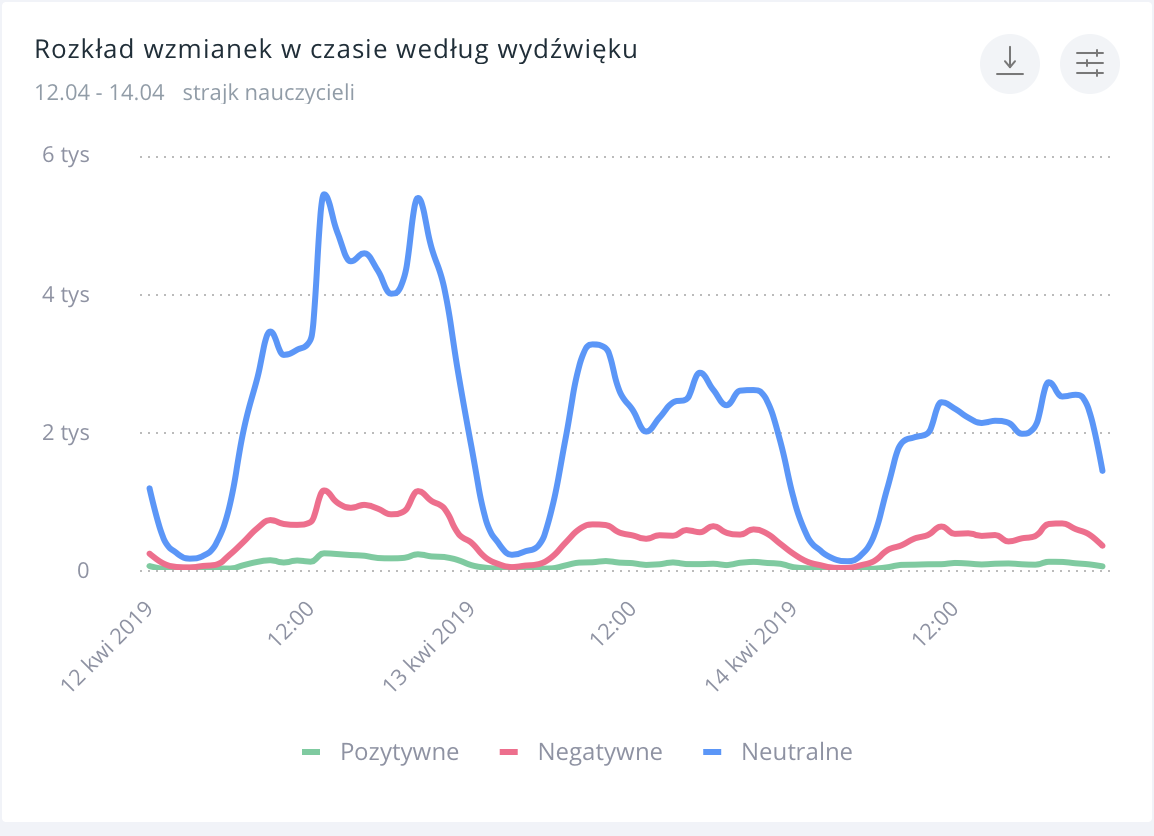 Rozkład wzmianek w czasie według wydźwięku
12.04 - 14.04 strajk nauczycieli
6 tys
4 tys
2 tys
0
12 kwi 2019
12:00
13 kwi 2019
12:00
14 kwi 2019
12:00
Pozytywne Negatywne Neutralne